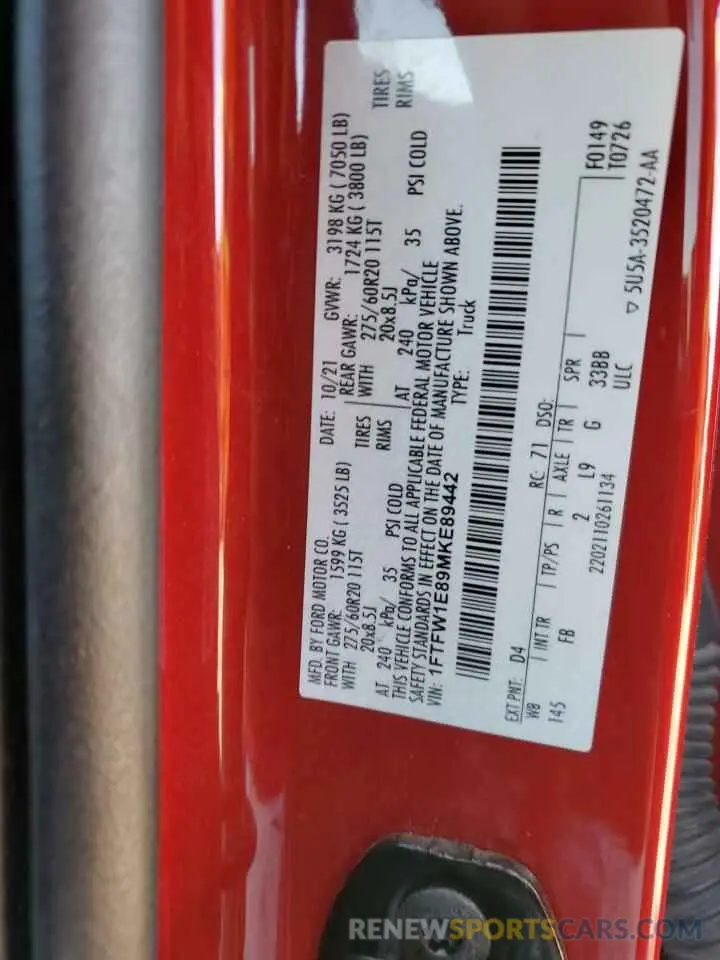 MFD. BY FORD MOTOR CO. DATE: 10/21 GVWR: 3198 KG ( 7050 LB)
FRONT GAWR: 1599 KG ( 3525 LB) REAR GAWR: 1724 KG ( 3800 LB)
WITH 275/60R20 115T TIRES WITH 275/60R20 115T TIRES
20x8.5J RIMS 20x8.5J RIMS
AT 240 kPa/ 35 PSI COLD AT 240 kPa/ 35 PSI COLD
THIS VEHICLE CONFORMS TO ALL APPLICABLE FEDERAL MOTOR VEHICLE
SAFETY STANDARDS IN EFFECT ON THE DATE OF MANUFACTURE SHOWN ABOVE.
VIN: 1FTFW1E89MKE89442 TYPE: Truck
EXT PNT: D4 RC: 71 DSO: F0149
WB INT TR TP/PS R AXLE TR SPR T0726
145 FB 2 L9 G 33BB
2202110261134 ULC ▽ 5U5A-3520472-AA
RENEWSPORTSCARS.COM